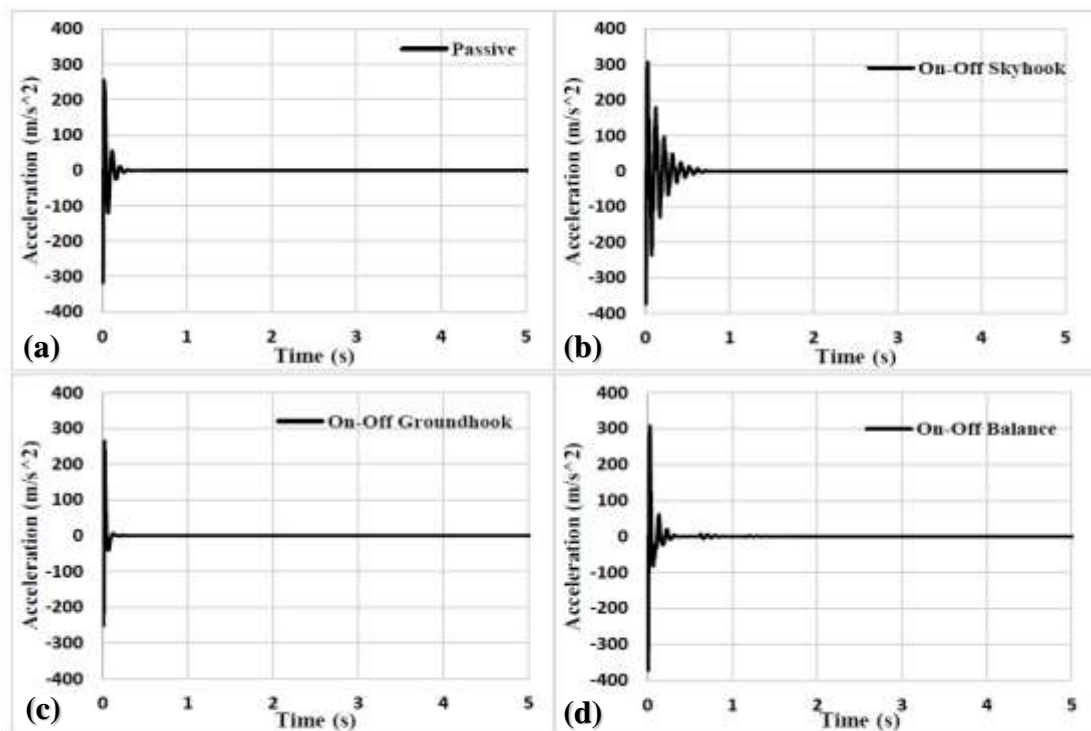 Passive
Acceleration (m/s^2)
400
300
200
100
0
-100
-200
-300
-400
0 1 2 3 4 5
Time (s)
(a)
On-Off Skyhook
Acceleration (m/s^2)
400
300
200
100
0
-100
-200
-300
-400
0 1 2 3 4 5
Time (s)
(b)
On-Off Groundhook
Acceleration (m/s^2)
400
300
200
100
0
-100
-200
-300
-400
0 1 2 3 4 5
Time (s)
(c)
On-Off Balance
Acceleration (m/s^2)
400
300
200
100
0
-100
-200
-300
-400
0 1 2 3 4 5
Time (s)
(d)